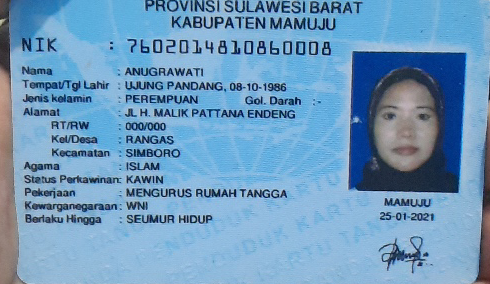 PROVINSI SULAWESI BARAT
KABUPATEN MAMUJU
NIK : 7602014810860008
Nama : ANUGRAWATI
Tempat/Tgl Lahir : UJUNG PANDANG, 08-10-1986
Jenis kelamin : PEREMPUAN Gol. Darah :-
Alamat : JL H. MALIK PATTANA ENDENG
RT/RW : 000/000
Kel/Desa : RANGAS
Kecamatan : SIMBORO
Agama : ISLAM
Status Perkawinan: KAWIN
Pekerjaan : MENGURUS RUMAH TANGGA
Kewarganegaraan: WNI
Berlaku Hingga : SEUMUR HIDUP
MAMUJU
25-01-2021